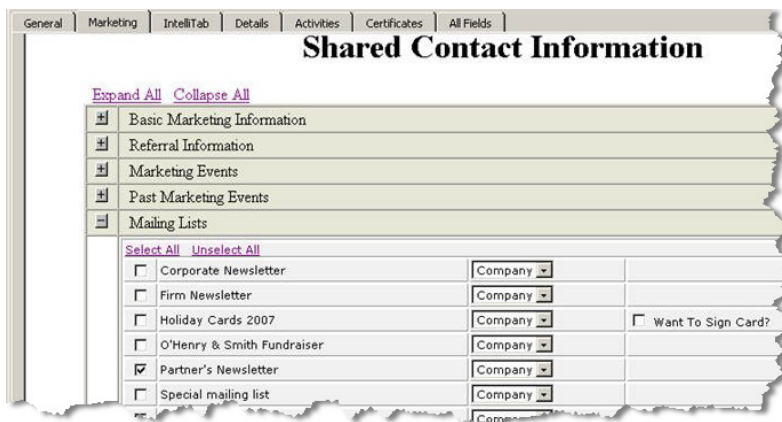 General Marketing IntelliTab Details Activities Certificates All Fields
Shared Contact Information
Expand All Collapse All
Basic Marketing Information
Referral Information
Marketing Events
Past Marketing Events
Mailing Lists
Select All Unselect All
Corporate Newsletter Company
Firm Newsletter Company
Holiday Cards 2007 Company Want To Sign Card?
O'Henry & Smith Fundraiser Company
Partner's Newsletter Company
Special mailing list Company